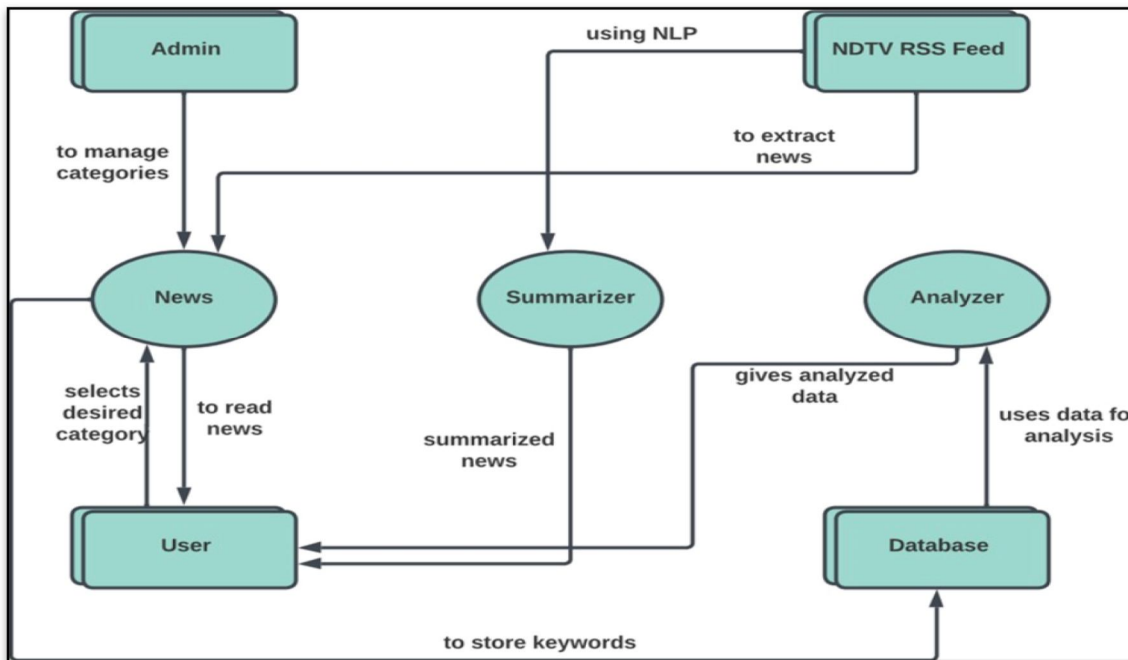 Admin
using NLP
NDTV RSS Feed
to manage
categories
to extract
news
News
Summarizer
Analyzer
selects
desired
category
to read
news
summarized
news
gives analyzed
data
uses data fo
analysis
User
Database
to store keywords